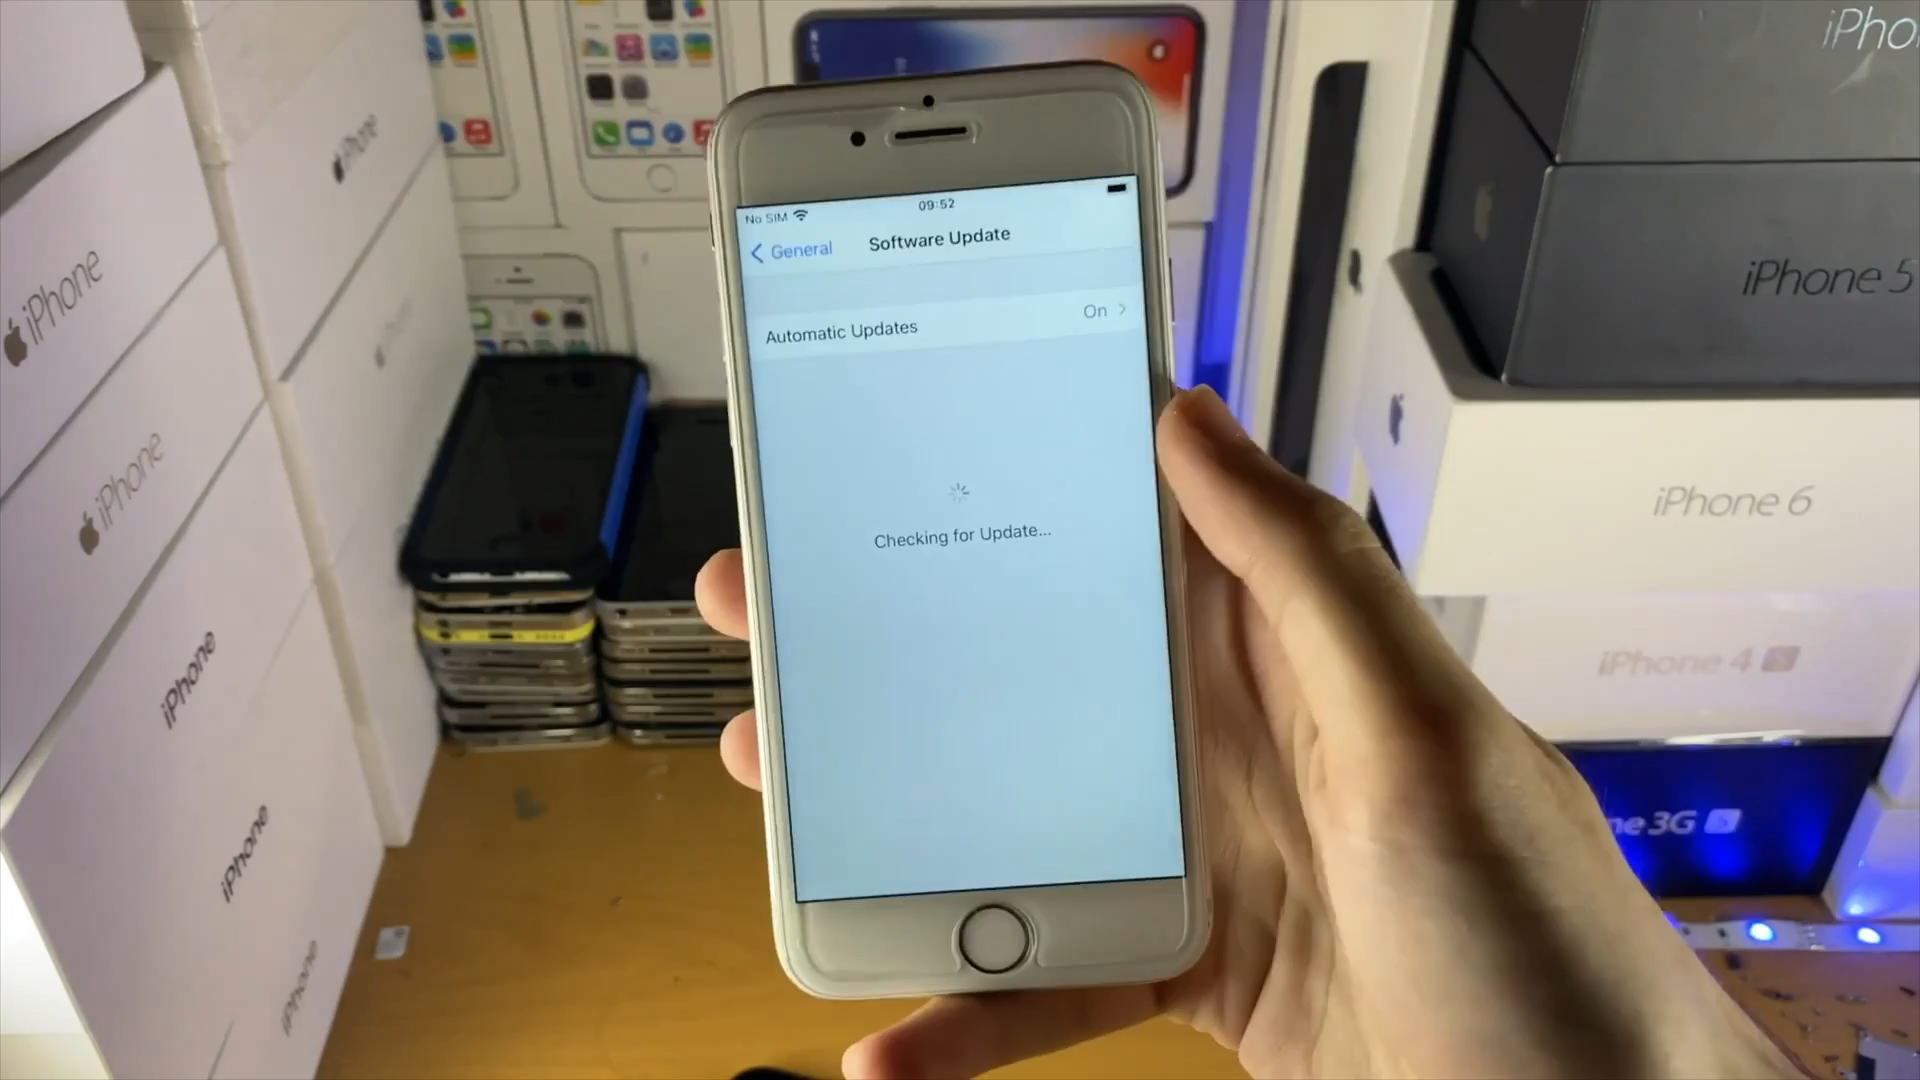 No SIM
09:52
General
Software Update
Automatic Updates
On
Checking for Update...
iPhone
iPhone
iPhone
iPhone
iPhone
iPhone
iPho
iPhone 5
iPhone 6
iPhone 4
ne 3G S